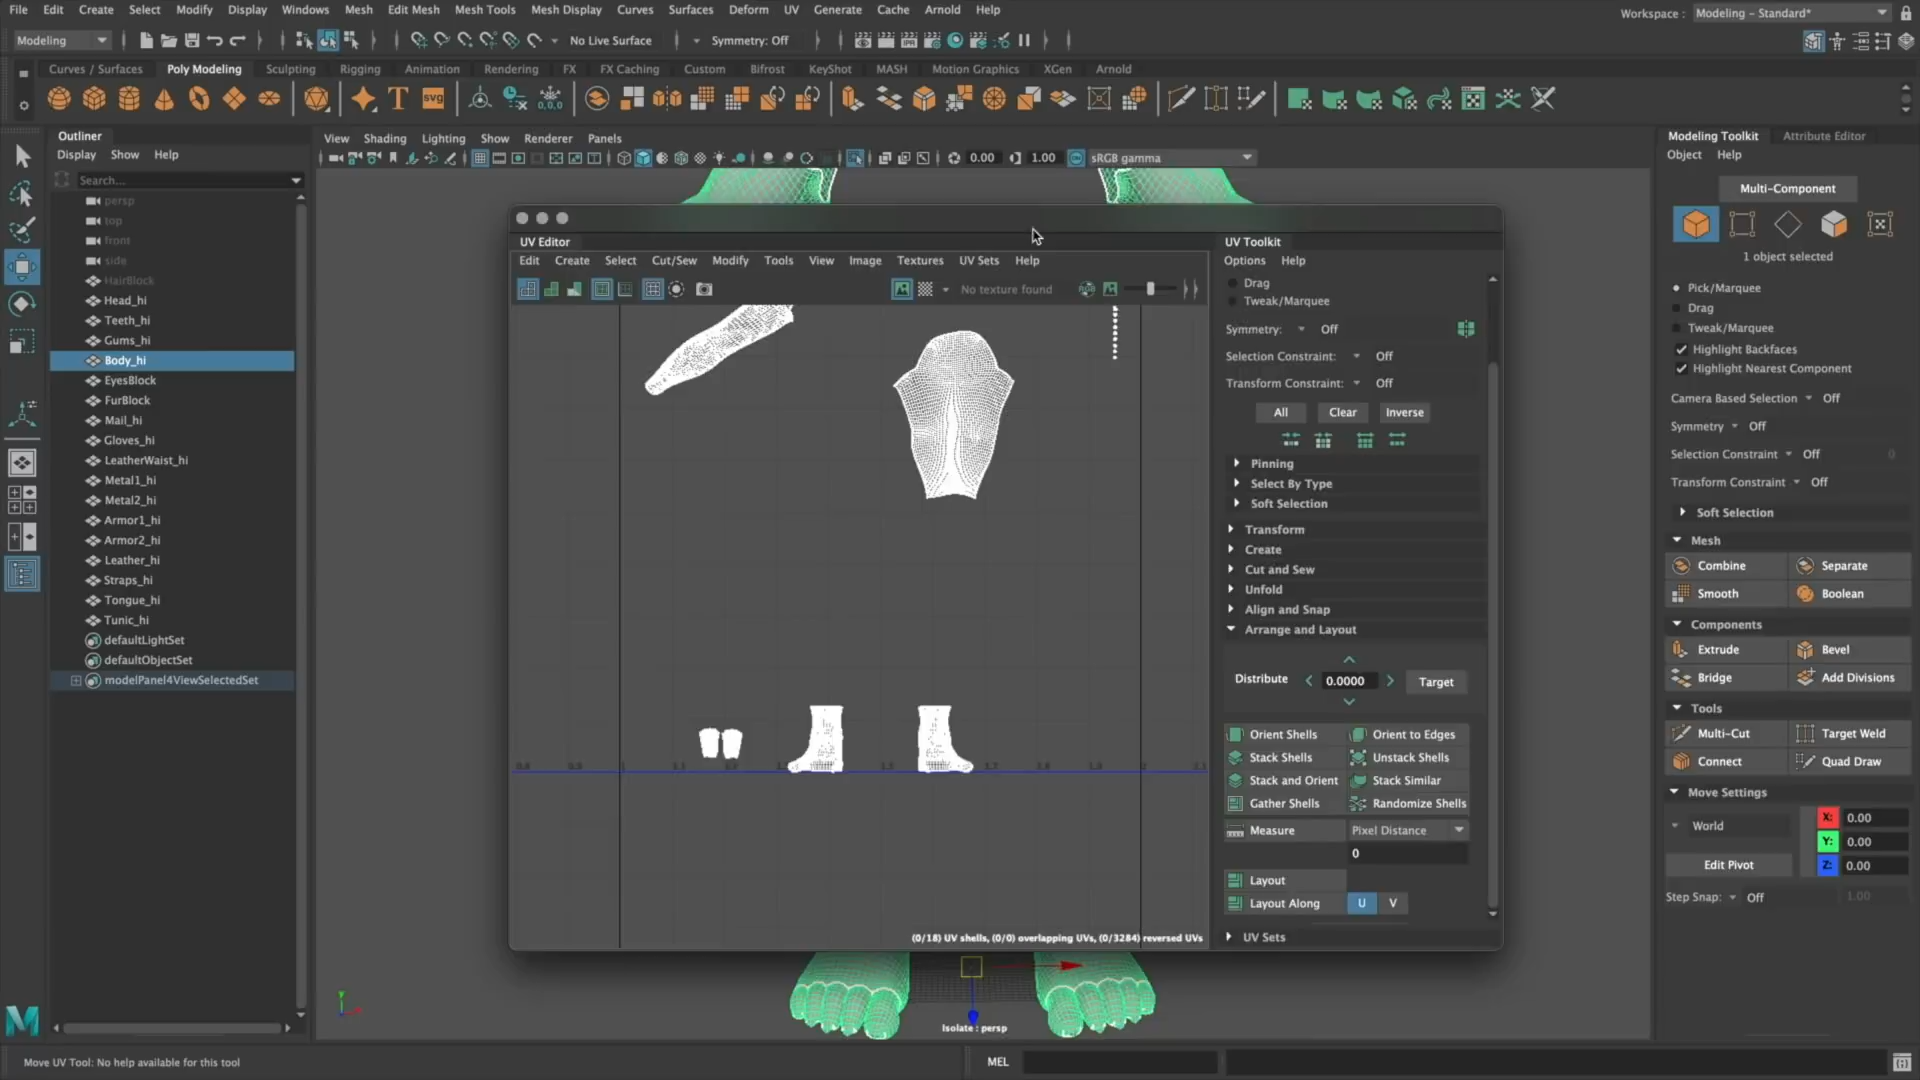 File Edit Create Select Modify Display Windows Mesh Edit Mesh Mesh Tools Mesh Display Curves Surfaces Deform UV Generate Cache Arnold Help
Workspace : Modeling - Standard*
Modeling No Live Surface Symmetry: Off
Curves / Surfaces Poly Modeling Sculpting Rigging Animation Rendering FX FX Caching Custom Bifrost KeyShot MASH Motion Graphics XGen Arnold
T svg 0,0,0
Outliner
Display Show Help
Search...
persp
top
front
side
HairBlock
Head_hi
Teeth_hi
Gums_hi
Body_hi
EyesBlock
FurBlock
Mail_hi
Gloves_hi
LeatherWaist_hi
Metal1_hi
Metal2_hi
Armor1_hi
Armor2_hi
Leather_hi
Straps_hi
Tongue_hi
Tunic_hi
defaultLightSet
defaultObjectSet
modelPanel4ViewSelectedSet
View Shading Lighting Show Renderer Panels
0.00 1.00 sRGB gamma
UV Editor
Edit Create Select Cut/Sew Modify Tools View Image Textures UV Sets Help
No texture found
(0/18) UV shells, (0/0) overlapping UVs, (0/3284) reversed UVs
UV Toolkit
Options Help
Drag
Tweak/Marquee
Symmetry: Off
Selection Constraint: Off
Transform Constraint: Off
All Clear Inverse
Pinning
Select By Type
Soft Selection
Transform
Create
Cut and Sew
Unfold
Align and Snap
Arrange and Layout
Distribute 0.0000 Target
Orient Shells Orient to Edges
Stack Shells Unstack Shells
Stack and Orient Stack Similar
Gather Shells Randomize Shells
Measure Pixel Distance
0
Layout
Layout Along U V
UV Sets
Isolate : persp
Modeling Toolkit Attribute Editor
Object Help
Multi-Component
1 object selected
Pick/Marquee
Drag
Tweak/Marquee
Highlight Backfaces
Highlight Nearest Component
Camera Based Selection Off
Symmetry Off
Selection Constraint Off 0
Transform Constraint Off
Soft Selection
Mesh
Combine Separate
Smooth Boolean
Components
Extrude Bevel
Bridge Add Divisions
Tools
Multi-Cut Target Weld
Connect Quad Draw
Move Settings
World
X: 0.00
Y: 0.00
Edit Pivot
Z: 0.00
Step Snap: Off 1.00
Move UV Tool: No help available for this tool
MEL